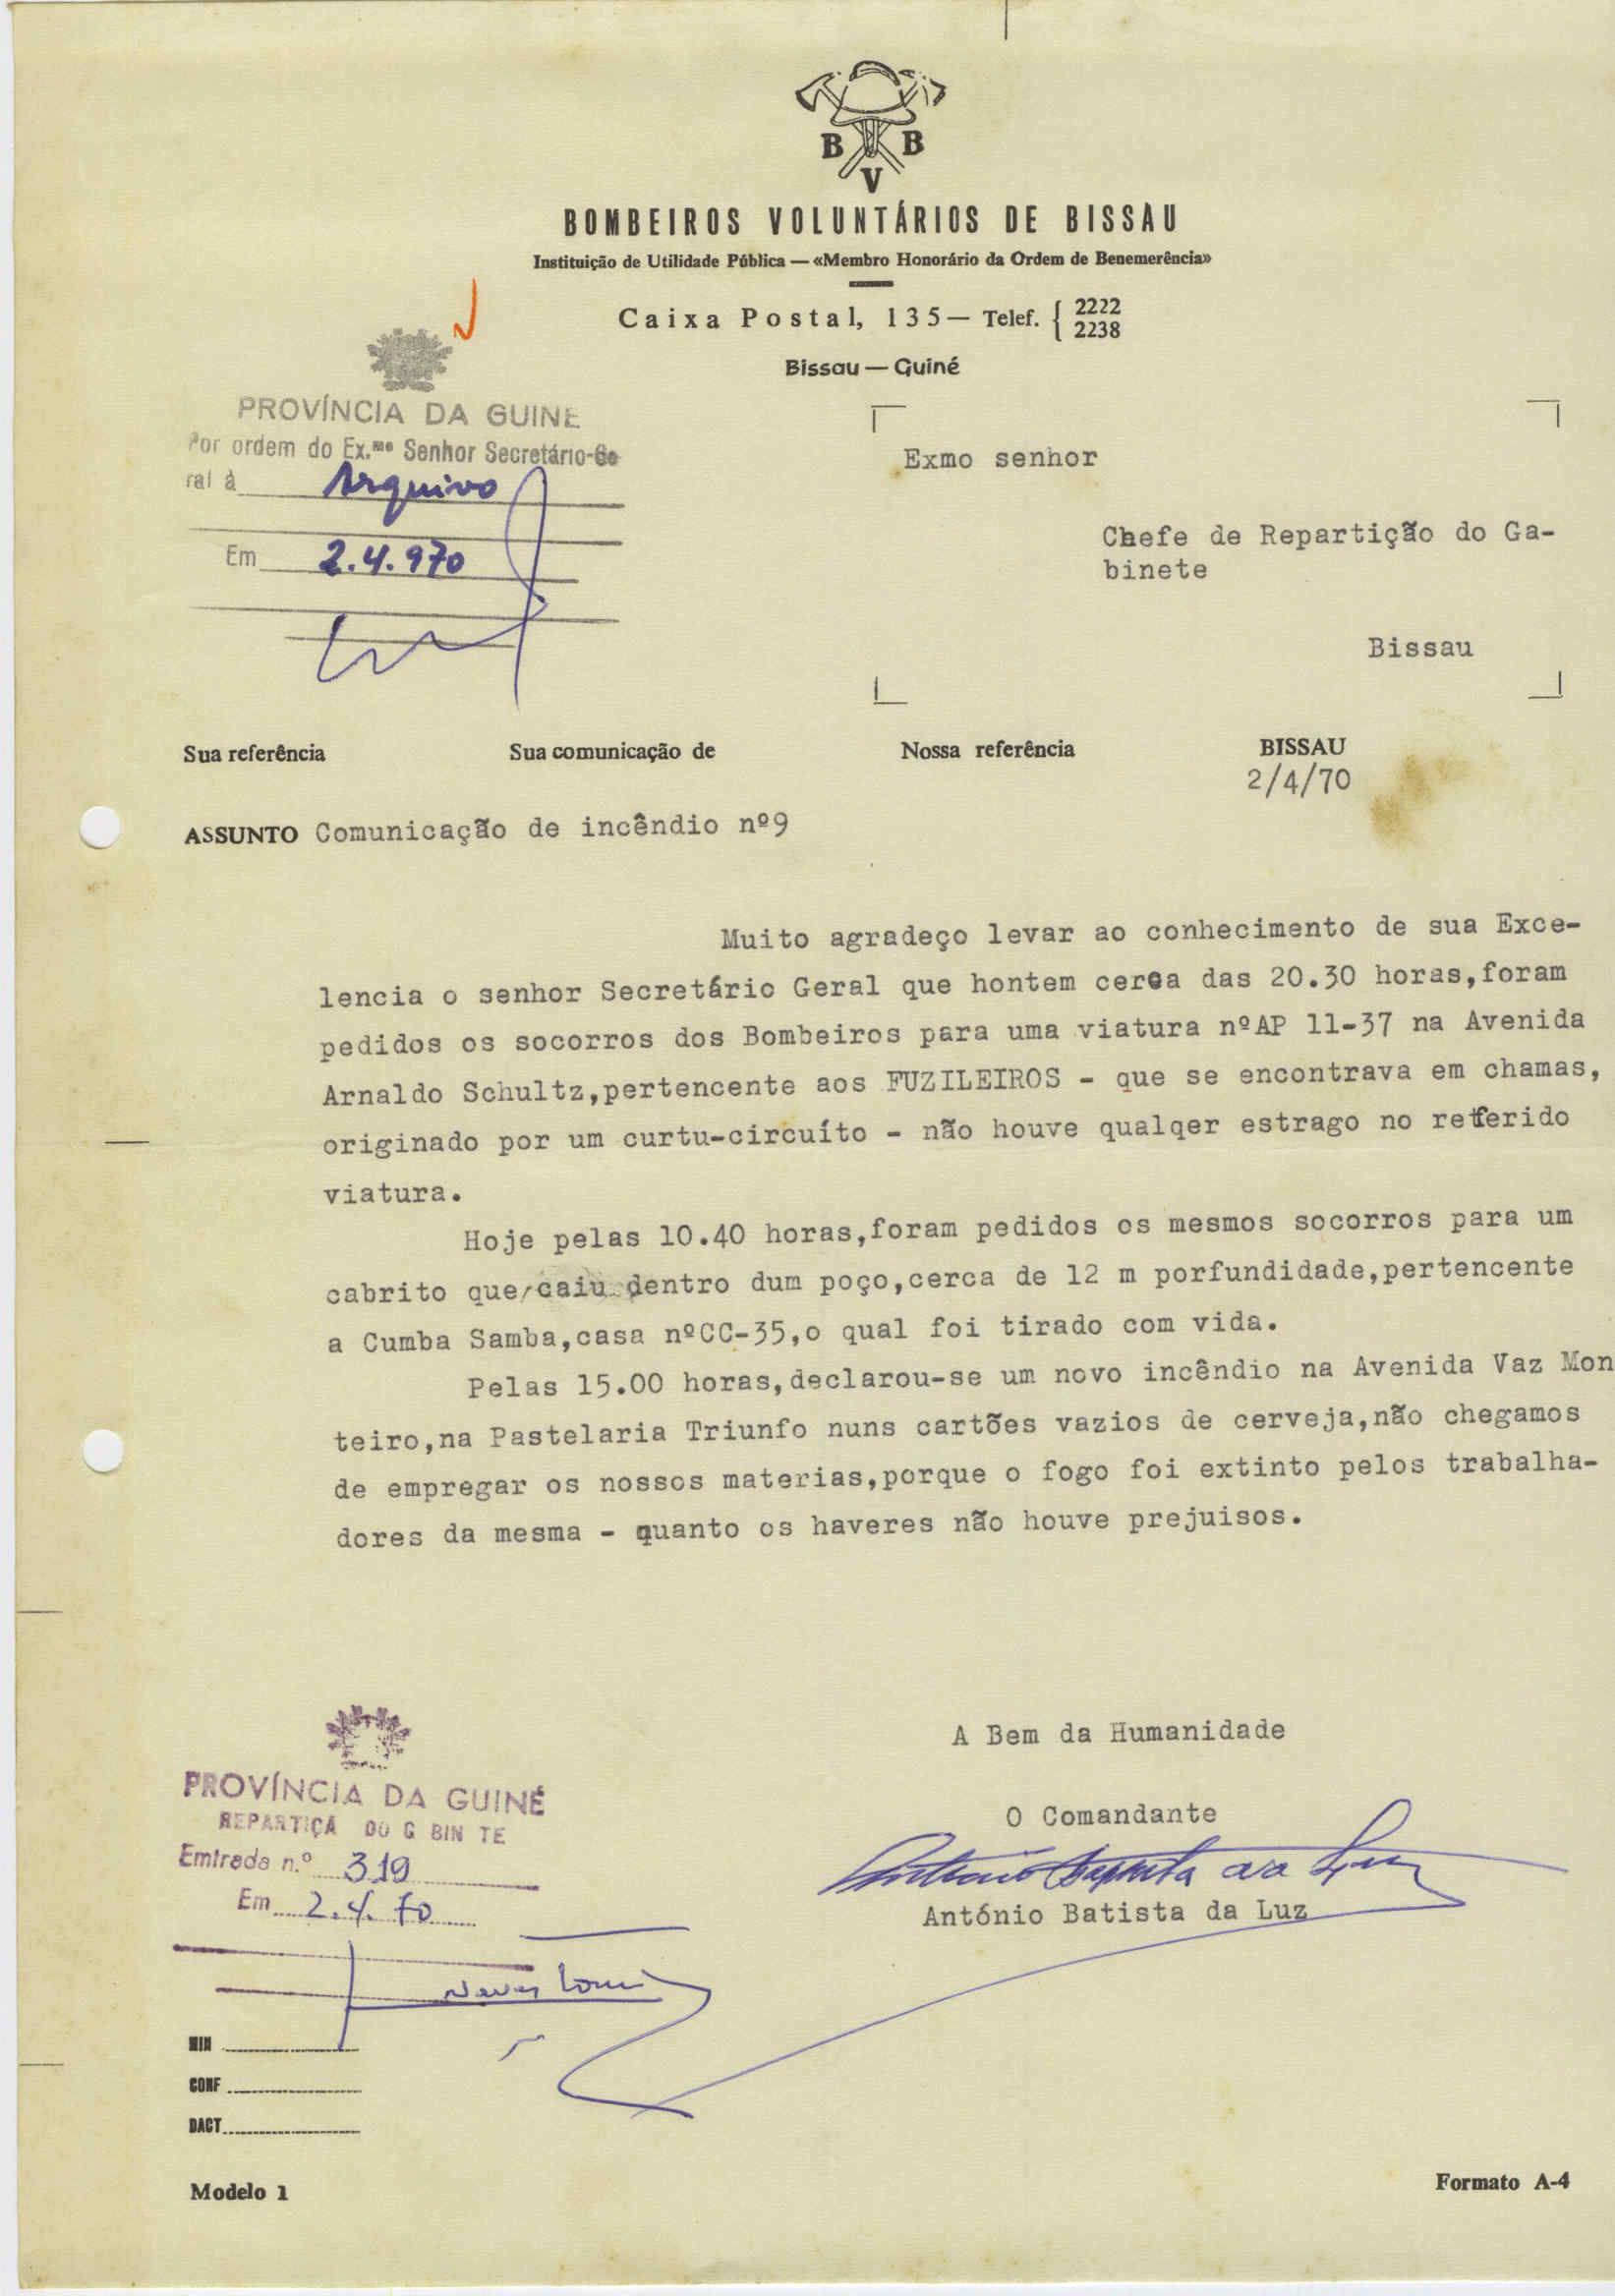 B B
V
BOMBEIROS VOLUNTÁRIOS DE BISSAU
Instituição de Utilidade Pública — «Membro Honorário da Ordem de Benemerência»
Caixa Postal, 135 — Telef. { 2222
2238
Bissau — Guiné
PROVÍNCIA DA GUINE
Por ordem do Ex.mo Senhor Secretário-Ge
ral à Arquivo
Em 2.4.970
Exmo senhor
Chefe de Repartição do Ga-
binete
Bissau
Sua referência Sua comunicação de Nossa referência BISSAU
2/4/70
ASSUNTO Comunicação de incêndio nº9
Muito agradeço levar ao conhecimento de sua Exce-
lencia o senhor Secretário Geral que hontem cerca das 20.30 horas,foram
pedidos os socorros dos Bombeiros para uma viatura nºAP 11-37 na Avenida
Arnaldo Schultz,pertencente aos FUZILEIROS - que se encontrava em chamas,
originado por um curtu-circuíto - não houve qualqer estrago no referido
viatura.
Hoje pelas 10.40 horas,foram pedidos os mesmos socorros para um
cabrito que caiu dentro dum poço,cerca de 12 m porfundidade,pertencente
a Cumba Samba,casa nºCC-35,o qual foi tirado com vida.
Pelas 15.00 horas,declarou-se um novo incêndio na Avenida Vaz Mon
teiro,na Pastelaria Triunfo nuns cartões vazios de cerveja,não chegamos
de empregar os nossos materias,porque o fogo foi extinto pelos trabalha-
dores da mesma - quanto os haveres não houve prejuisos.
A Bem da Humanidade
O Comandante
António Baptista da Luz
António Batista da Luz
PROVÍNCIA DA GUINÉ
REPARTIÇÃ DO G BIN TE
Entrada n.º 319
Em 2.4.70
MIN
CONF
DACT
Modelo 1
Formato A-4